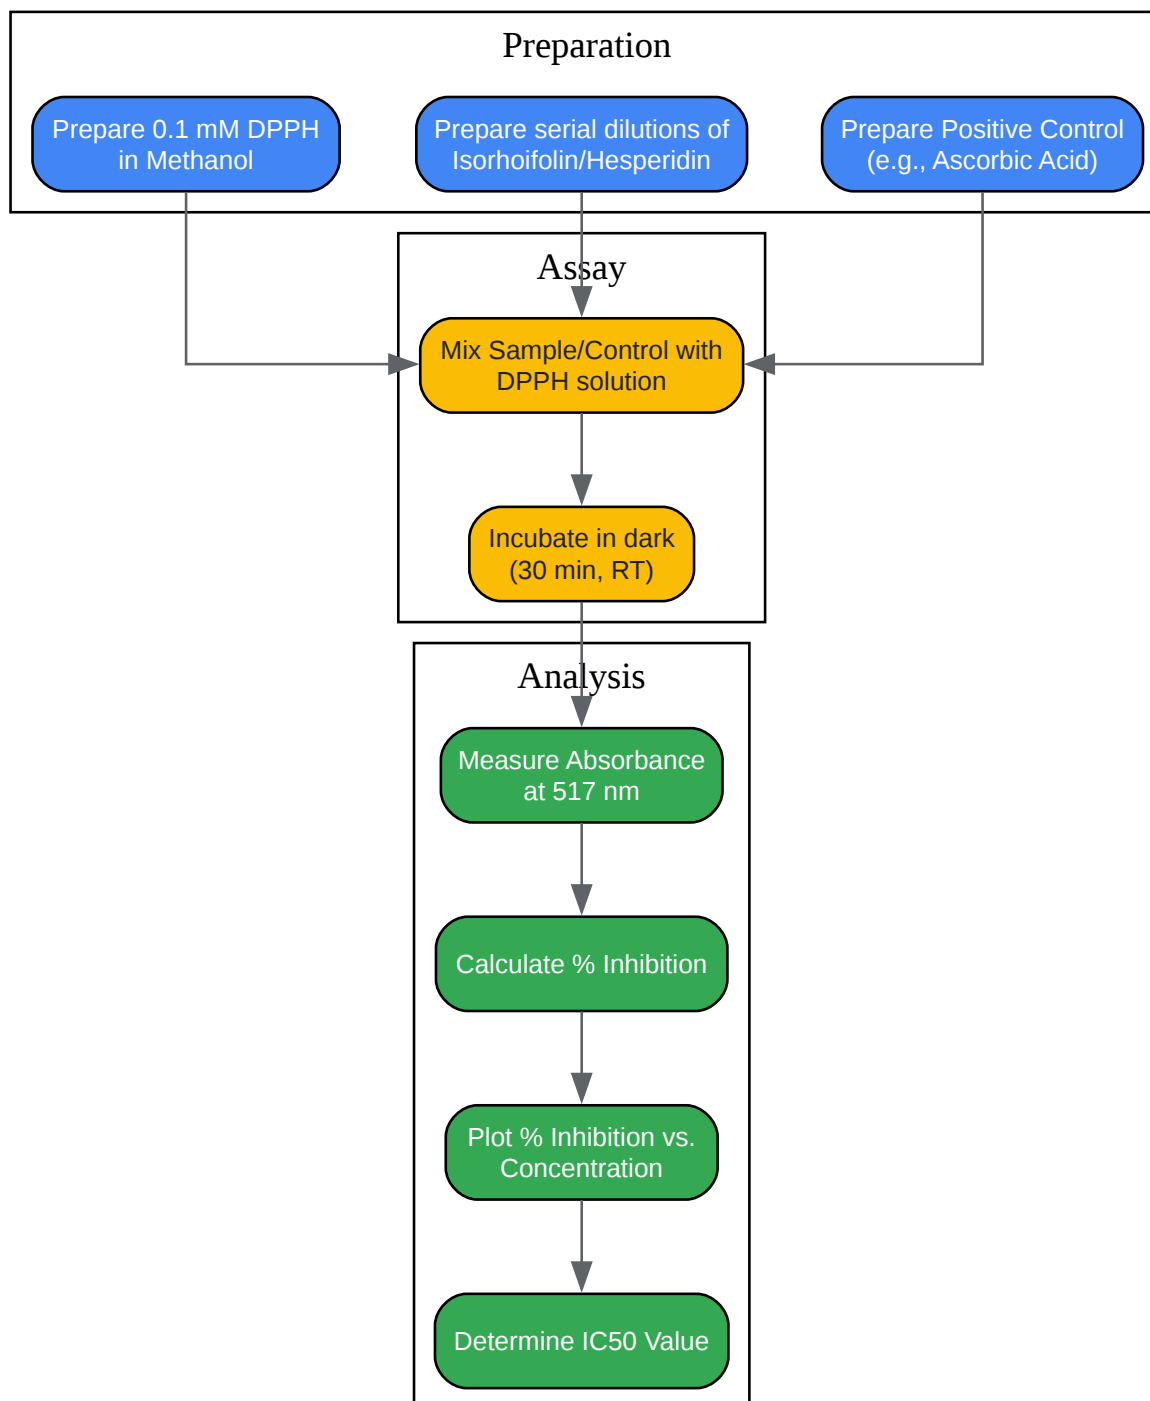 Preparation
Prepare 0.1 mM DPPH
in Methanol
Prepare serial dilutions of
Isorhoifolin/Hesperidin
Prepare Positive Control
(e.g., Ascorbic Acid)
Assay
Mix Sample/Control with
DPPH solution
Incubate in dark
(30 min, RT)
Analysis
Measure Absorbance
at 517 nm
Calculate % Inhibition
Plot % Inhibition vs.
Concentration
Determine IC50 Value